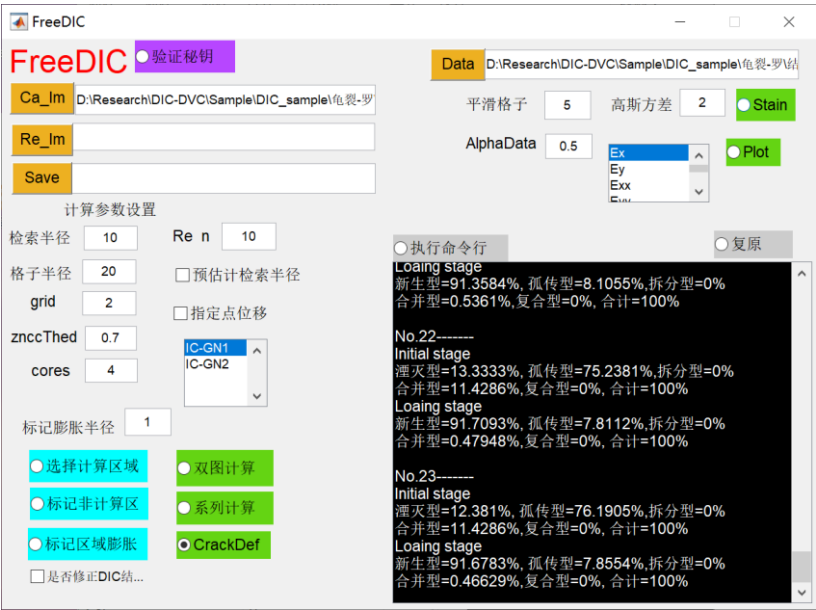 FreeDIC
FreeDIC
验证秘钥
Data D:\Research\DIC-DVC\Sample\DIC_sample\龟裂-罗\结
Ca_Im D:\Research\DIC-DVC\Sample\DIC_sample\龟裂-罗
平滑格子 5 高斯方差 2 Stain
Re_Im
AlphaData 0.5
Ex
Ey
Exx
Eyy
Plot
Save
计算参数设置
检索半径 10 Re n 10
执行命令行
复原
格子半径 20
预估计检索半径
grid 2
指定点位移
znccThed 0.7
IC-GN1
IC-GN2
cores 4
标记膨胀半径 1
选择计算区域
双图计算
标记非计算区
系列计算
标记区域膨胀
CrackDef
是否修正DIC结...
Loaing stage
新生型=91.3584%, 孤传型=8.1055%,拆分型=0%
合并型=0.5361%,复合型=0%, 合计=100%
No.22-------
Initial stage
湮灭型=13.3333%, 孤传型=75.2381%,拆分型=0%
合并型=11.4286%,复合型=0%, 合计=100%
Loaing stage
新生型=91.7093%, 孤传型=7.8112%,拆分型=0%
合并型=0.47948%,复合型=0%, 合计=100%
No.23-------
Initial stage
湮灭型=12.381%, 孤传型=76.1905%,拆分型=0%
合并型=11.4286%,复合型=0%, 合计=100%
Loaing stage
新生型=91.6783%, 孤传型=7.8554%,拆分型=0%
合并型=0.46629%,复合型=0%, 合计=100%